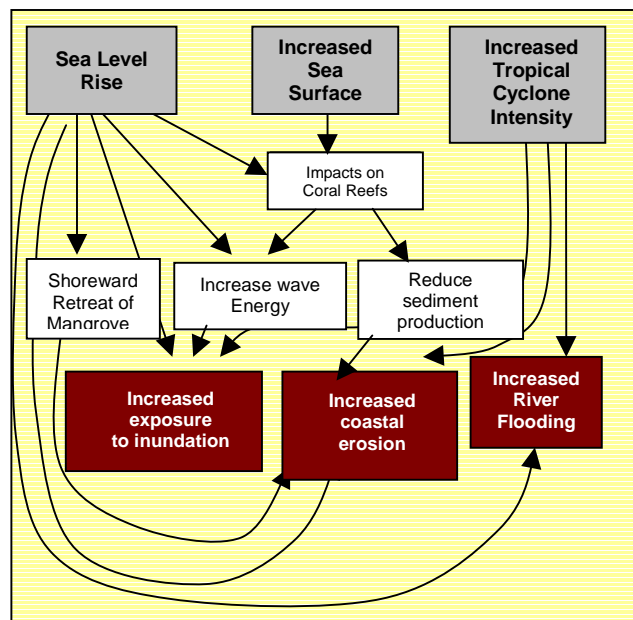 Sea Level
Rise
Increased
Sea
Surface
Increased
Tropical
Cyclone
Intensity
Impacts on
Coral Reefs
Shoreward
Retreat of
Mangrove
Increase wave
Energy
Reduce
sediment
production
Increased
exposure
to inundation
Increased
coastal
erosion
Increased
River
Flooding